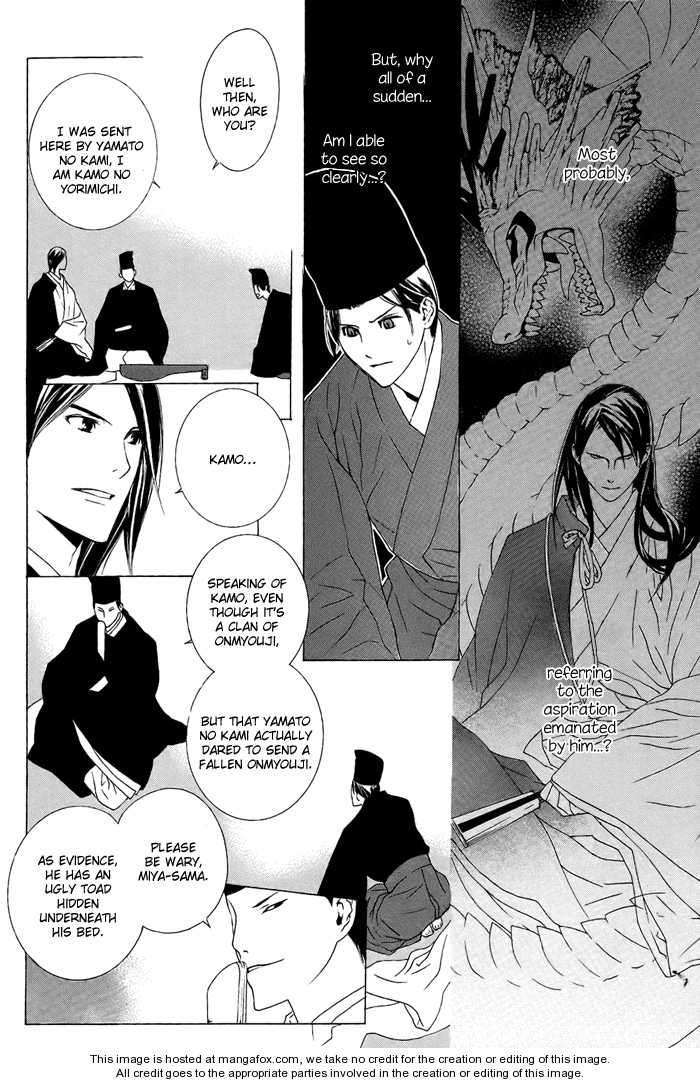 Most
probably,
referring
to the
aspiration
emanated
by him...?
But, why
all of a
sudden...
Am I able
to see so
clearly...?
WELL
THEN,
WHO ARE
YOU?
I WAS SENT
HERE BY YAMATO
NO KAMI, I
AM KAMO NO
YORIMICHI.
KAMO...
SPEAKING OF
KAMO, EVEN
THOUGH IT'S
A CLAN OF
ONMYOUJI,
BUT THAT YAMATO
NO KAMI ACTUALLY
DARED TO SEND A
FALLEN ONMYOUJI.
PLEASE
BE WARY,
MIYA-SAMA.
AS EVIDENCE,
HE HAS AN
UGLY TOAD
HIDDEN
UNDERNEATH
HIS BED.
This image is hosted at mangafox.com, we take no credit for the creation or editing of this image.
All credit goes to the appropriate parties involved in the creation or editing of this image.